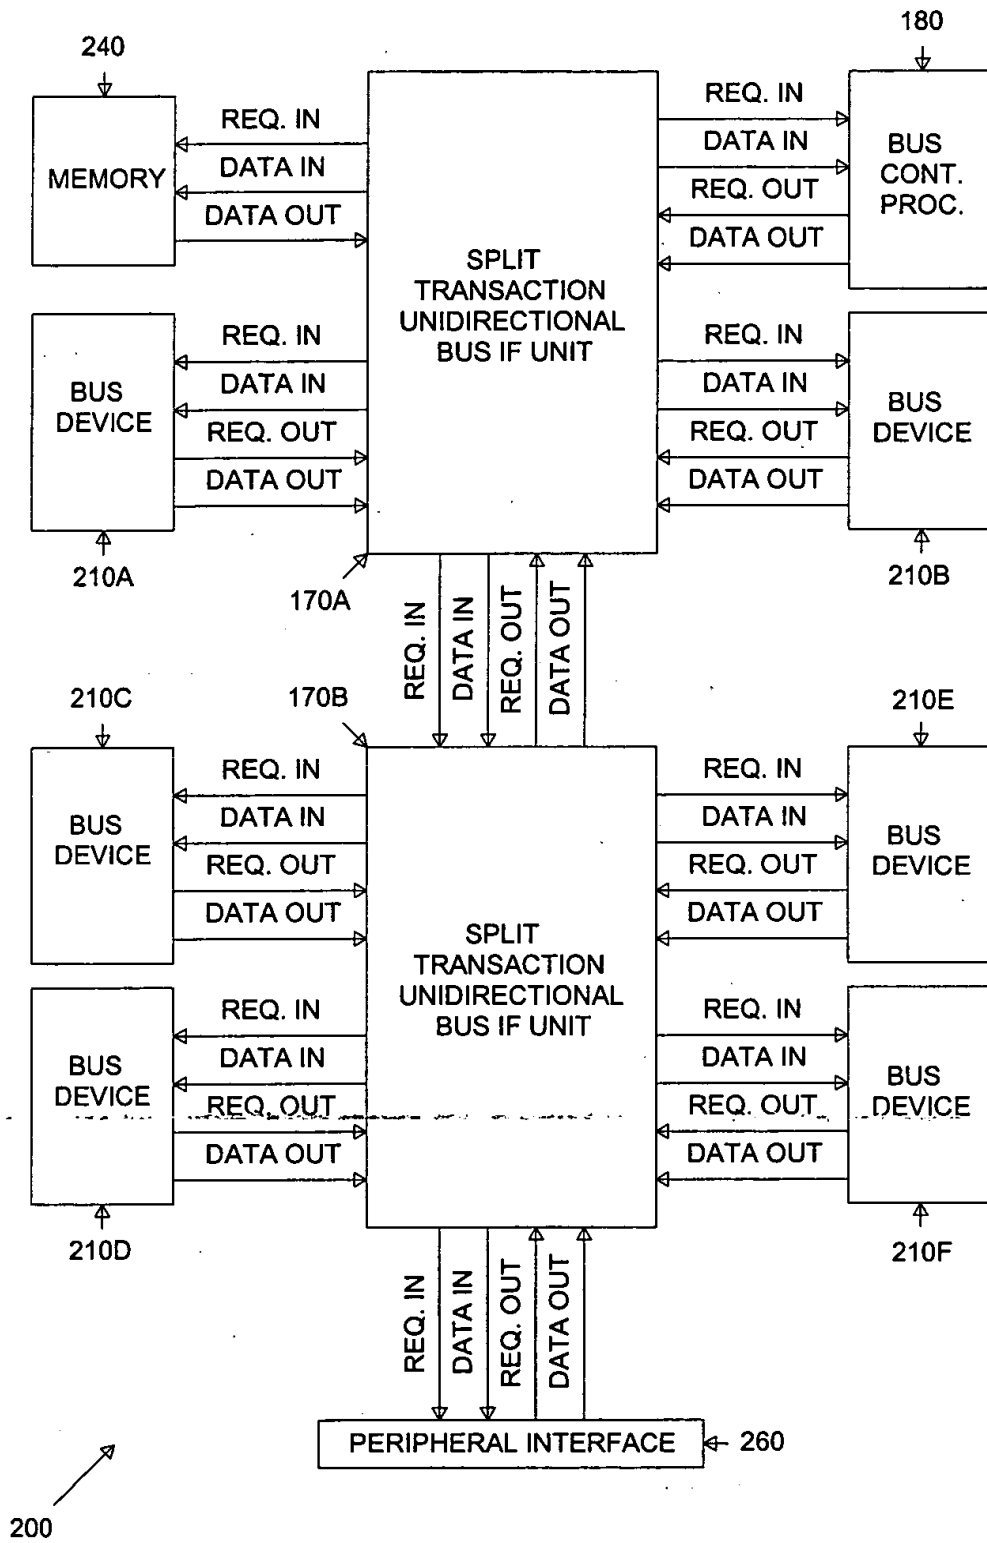 180
240
REQ. IN
DATA IN
REQ. OUT
DATA OUT
BUS
CONT.
PROC.
REQ. IN
DATA IN
DATA OUT
MEMORY
SPLIT
TRANSACTION
UNIDIRECTIONAL
BUS IF UNIT
REQ. IN
DATA IN
REQ. OUT
DATA OUT
BUS
DEVICE
REQ. IN
DATA IN
REQ. OUT
DATA OUT
BUS
DEVICE
210A
170A
210B
REQ. IN
DATA IN
REQ. OUT
DATA OUT
210C
170B
210E
BUS
DEVICE
REQ. IN
DATA IN
REQ. OUT
DATA OUT
REQ. IN
DATA IN
REQ. OUT
DATA OUT
BUS
DEVICE
SPLIT
TRANSACTION
UNIDIRECTIONAL
BUS IF UNIT
BUS
DEVICE
REQ. IN
DATA IN
REQ. OUT
DATA OUT
REQ. IN
DATA IN
REQ. OUT
DATA OUT
BUS
DEVICE
210D
210F
REQ. IN
DATA IN
REQ. OUT
DATA OUT
PERIPHERAL INTERFACE
260
200